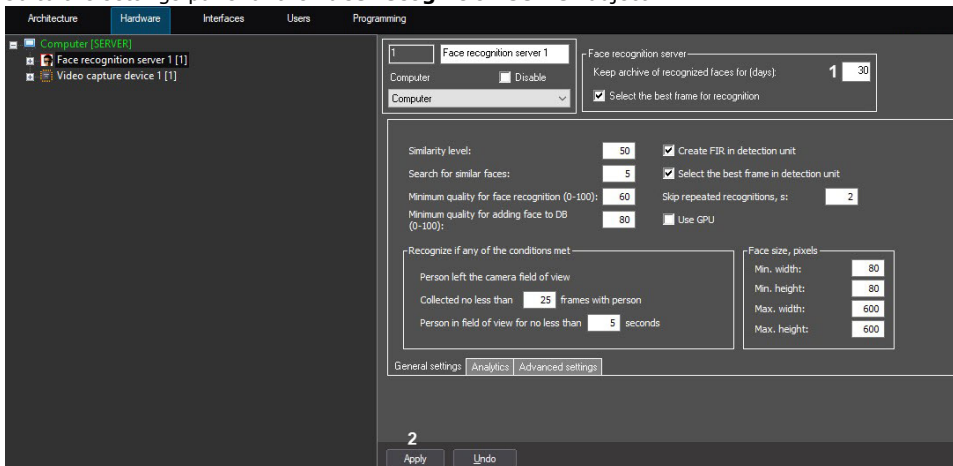 Architecture Hardware Interfaces Users Programming
Computer [SERVER]
Face recognition server 1 [1]
Video capture device 1 [1]
1 Face recognition server 1
Computer Disable
Computer
Face recognition server
Keep archive of recognized faces for (days): 1 30
Select the best frame for recognition
Similarity level: 50 Create FIR in detection unit
Search for similar faces: 5 Select the best frame in detection unit
Minimum quality for face recognition (0-100): 60 Skip repeated recognitions, s: 2
Minimum quality for adding face to DB
(0-100): 80 Use GPU
Recognize if any of the conditions met
Person left the camera field of view
Collected no less than 25 frames with person
Person in field of view for no less than 5 seconds
Face size, pixels
Min. width: 80
Min. height: 80
Max. width: 600
Max. height: 600
General settings Analytics Advanced settings
2
Apply Undo